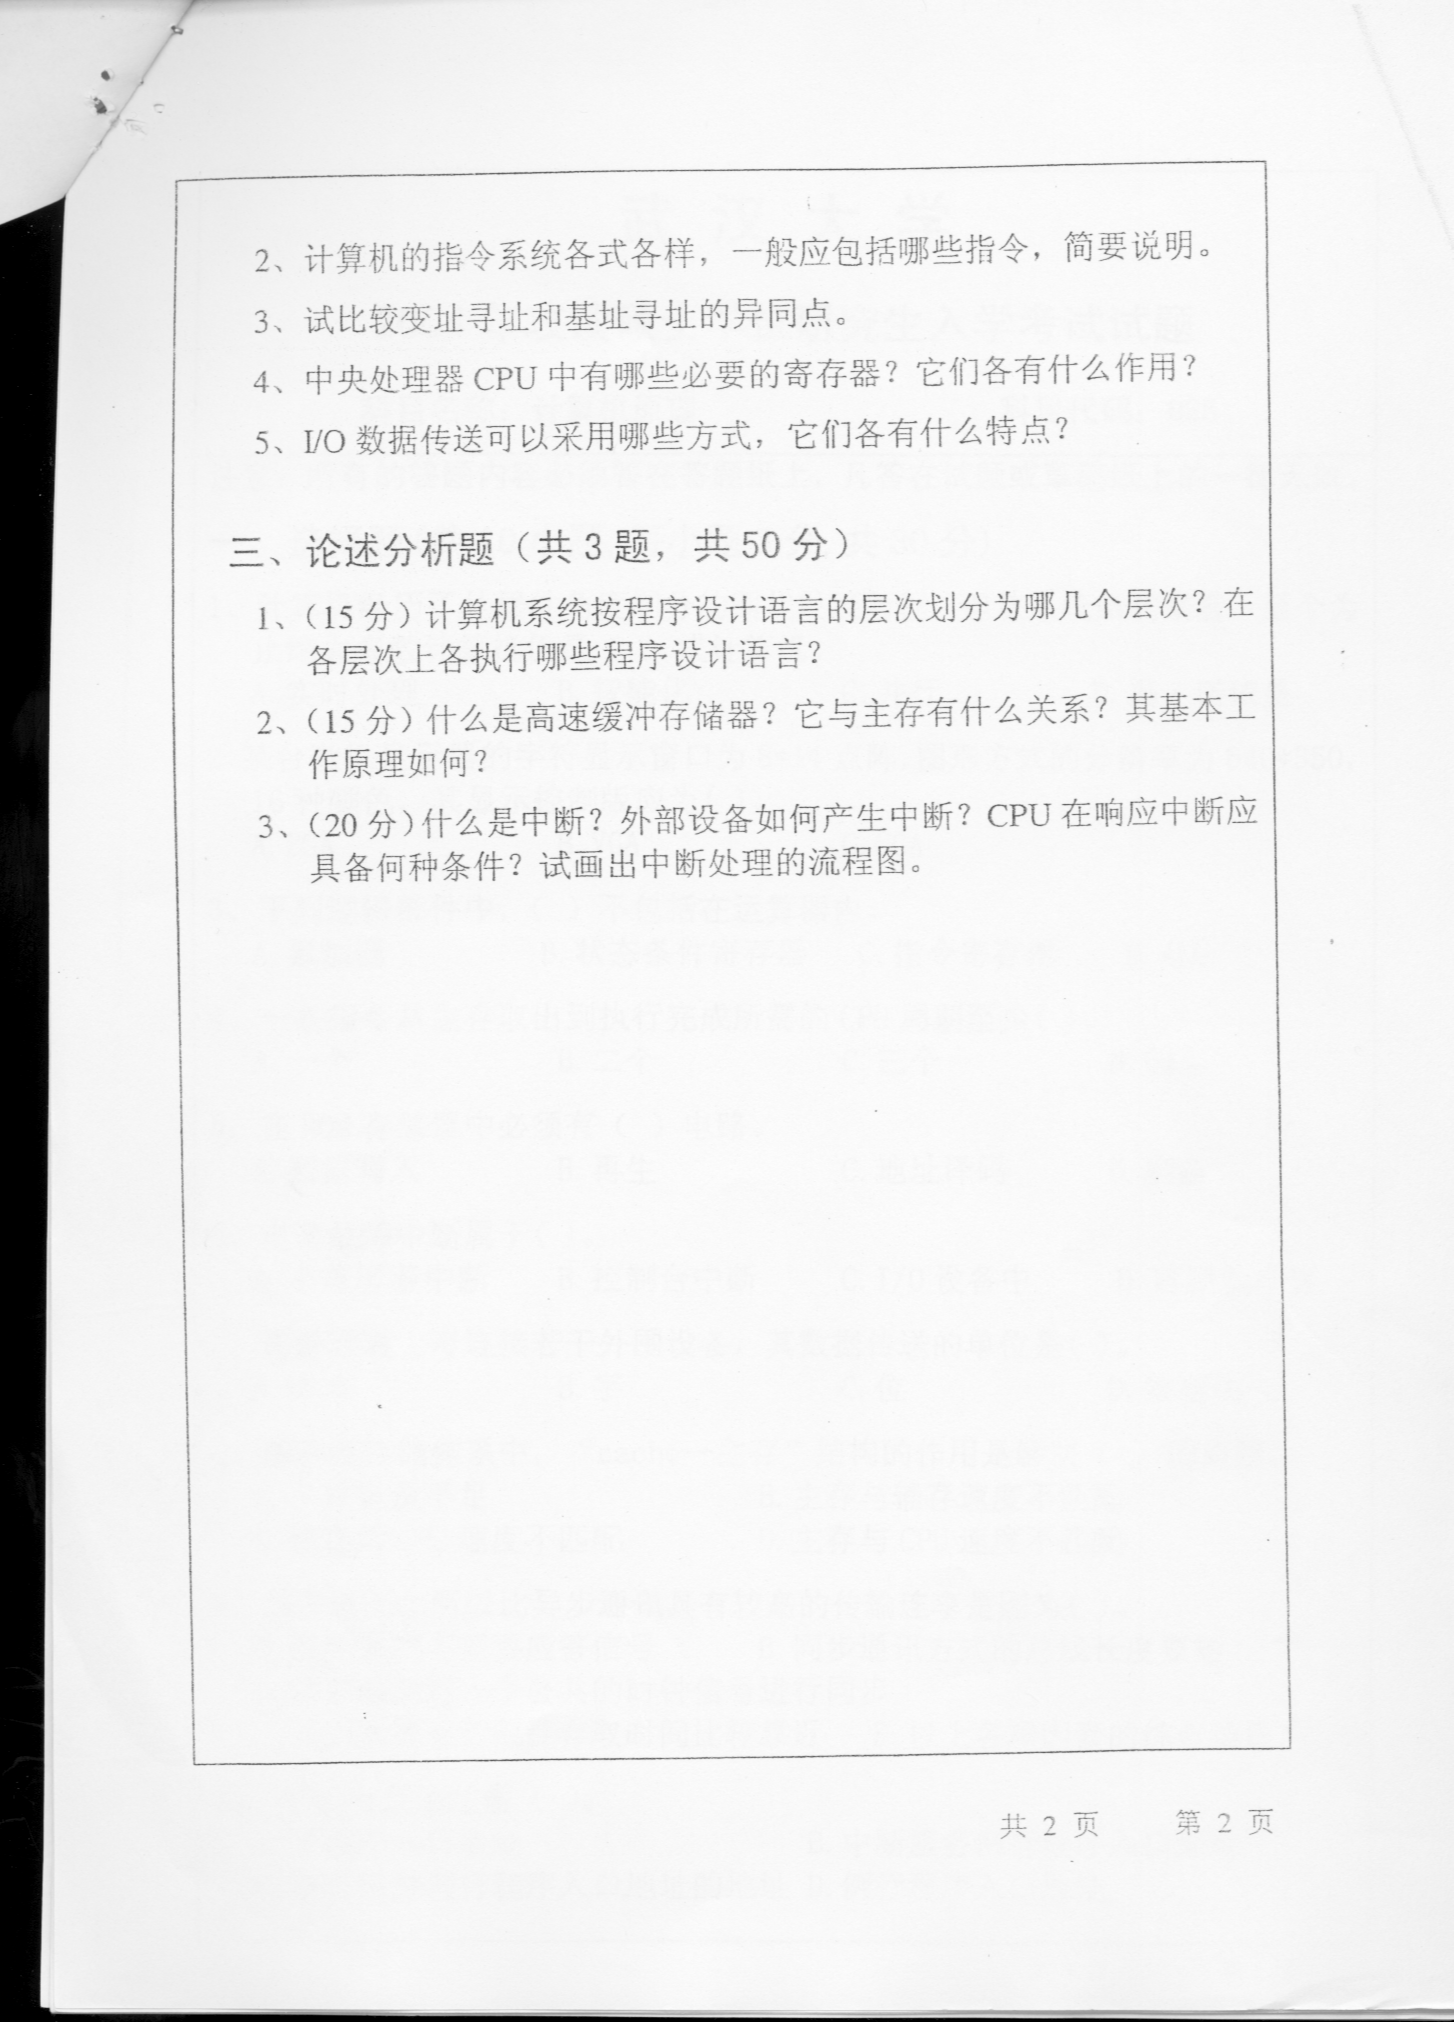 2、计算机的指令系统各式各样，一般应包括哪些指令，简要说明。
3、试比较变址寻址和基址寻址的异同点。
4、中央处理器 CPU 中有哪些必要的寄存器？它们各有什么作用？
5、I/O 数据传送可以采用哪些方式，它们各有什么特点？
三、论述分析题（共 3 题，共 50 分）
1、（15 分）计算机系统按程序设计语言的层次划分为哪几个层次？在
各层次上各执行哪些程序设计语言？
2、（15 分）什么是高速缓冲存储器？它与主存有什么关系？其基本工
作原理如何？
3、（20 分）什么是中断？外部设备如何产生中断？CPU 在响应中断应
具备何种条件？试画出中断处理的流程图。
共 2 页 第 2 页